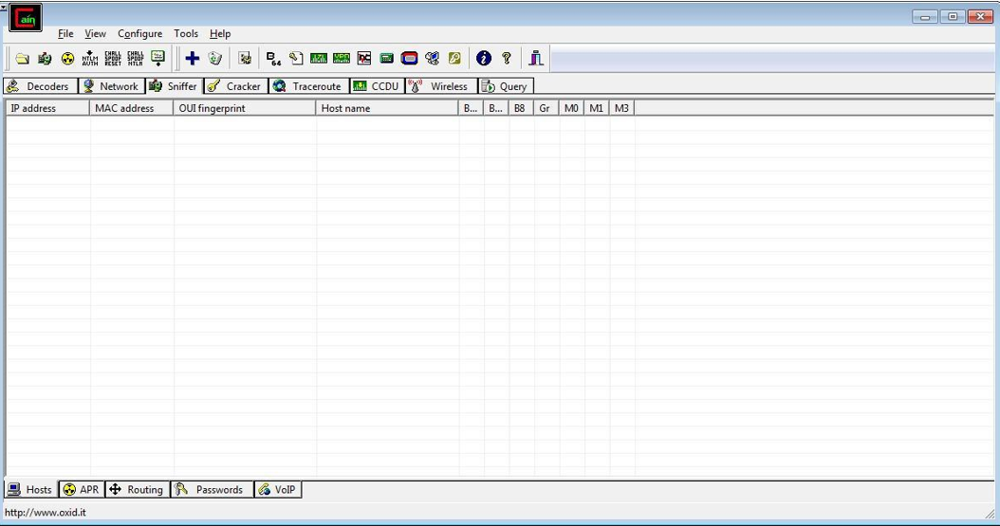 Cain
File View Configure Tools Help
NTLM AUTH CHALL SPOOF RESET CHALL SPOOF NTLM B 64
Decoders Network Sniffer Cracker Traceroute CCDU Wireless Query
IP address MAC address OUI fingerprint Host name B... B... B8 Gr M0 M1 M3
Hosts APR Routing Passwords VoIP
http://www.oxid.it